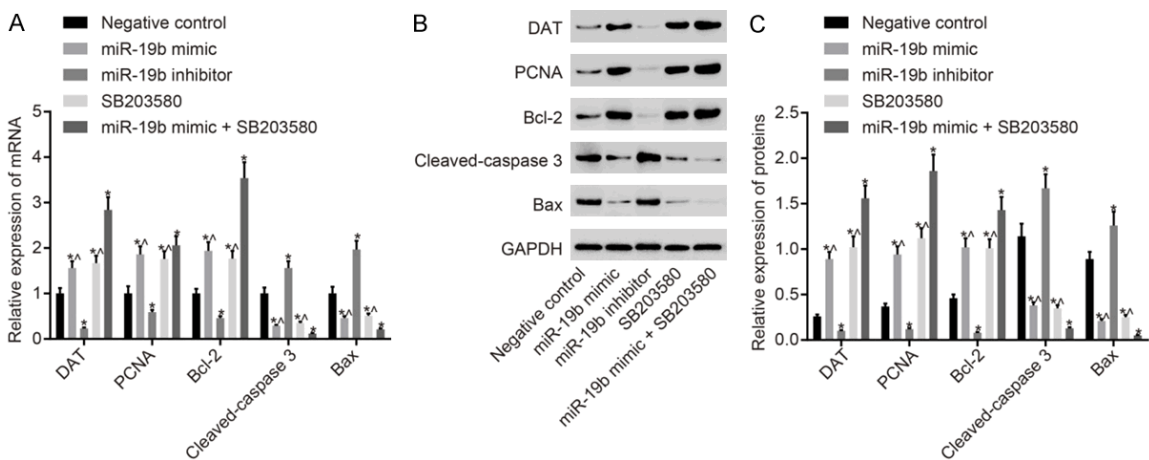 A
Negative control
miR-19b mimic
miR-19b inhibitor
SB203580
miR-19b mimic + SB203580
Relative expression of mRNA
5
4
3
2
1
0
* ^
*
* ^
*
* ^
*
* ^
*
* ^
* ^
*
* ^
*
* ^
*
* ^
*
* ^
*
* ^
*
DAT
PCNA
Bcl-2
Cleaved-caspase 3
Bax
B
DAT
PCNA
Bcl-2
Cleaved-caspase 3
Bax
GAPDH
Negative control
miR-19b mimic
miR-19b inhibitor
SB203580
miR-19b mimic + SB203580
C
Negative control
miR-19b mimic
miR-19b inhibitor
SB203580
miR-19b mimic + SB203580
Relative expression of proteins
2.5
2.0
1.5
1.0
0.5
0.0
*^
*
*^
*
*^
*
*^
*
*^
*
*^
*
*^
*
*^
*
*^
*
*^
*
DAT
PCNA
Bcl-2
Cleaved-caspase 3
Bax